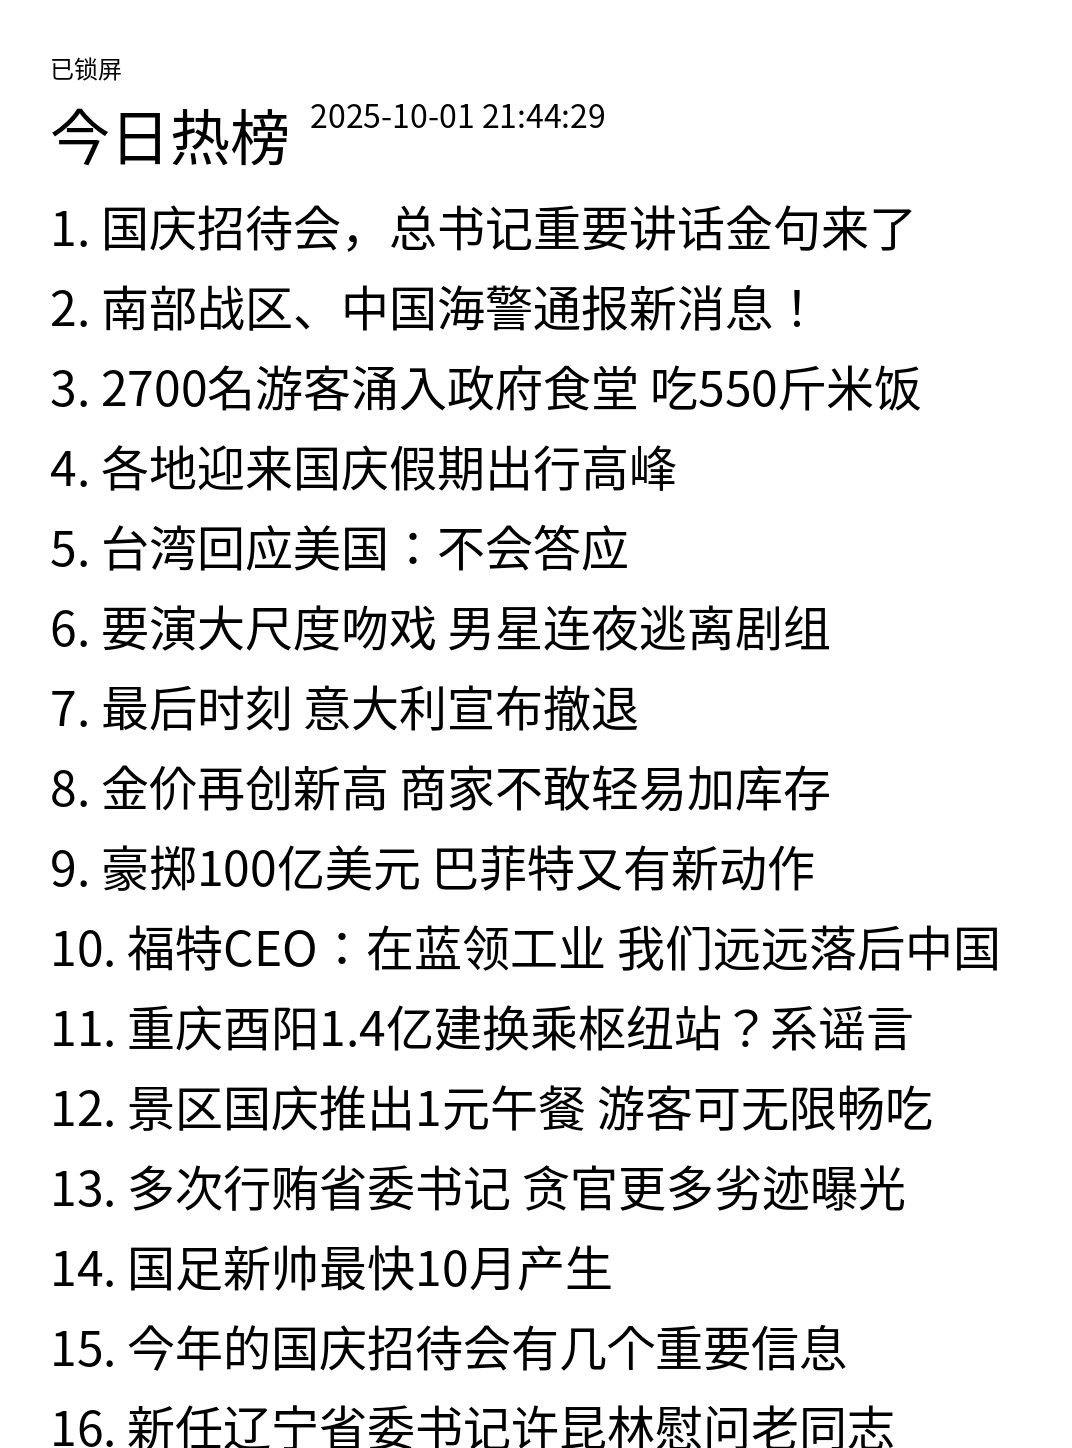 已锁屏
今日热榜 2025-10-01 21:44:29
1. 国庆招待会，总书记重要讲话金句来了
2. 南部战区、中国海警通报新消息！
3. 2700名游客涌入政府食堂 吃550斤米饭
4. 各地迎来国庆假期出行高峰
5. 台湾回应美国：不会答应
6. 要演大尺度吻戏 男星连夜逃离剧组
7. 最后时刻 意大利宣布撤退
8. 金价再创新高 商家不敢轻易加库存
9. 豪掷100亿美元 巴菲特又有新动作
10. 福特CEO：在蓝领工业 我们远远落后中国
11. 重庆酉阳1.4亿建换乘枢纽站？系谣言
12. 景区国庆推出1元午餐 游客可无限畅吃
13. 多次行贿省委书记 贪官更多劣迹曝光
14. 国足新帅最快10月产生
15. 今年的国庆招待会有几个重要信息
16. 新任辽宁省委书记许昆林慰问老同志